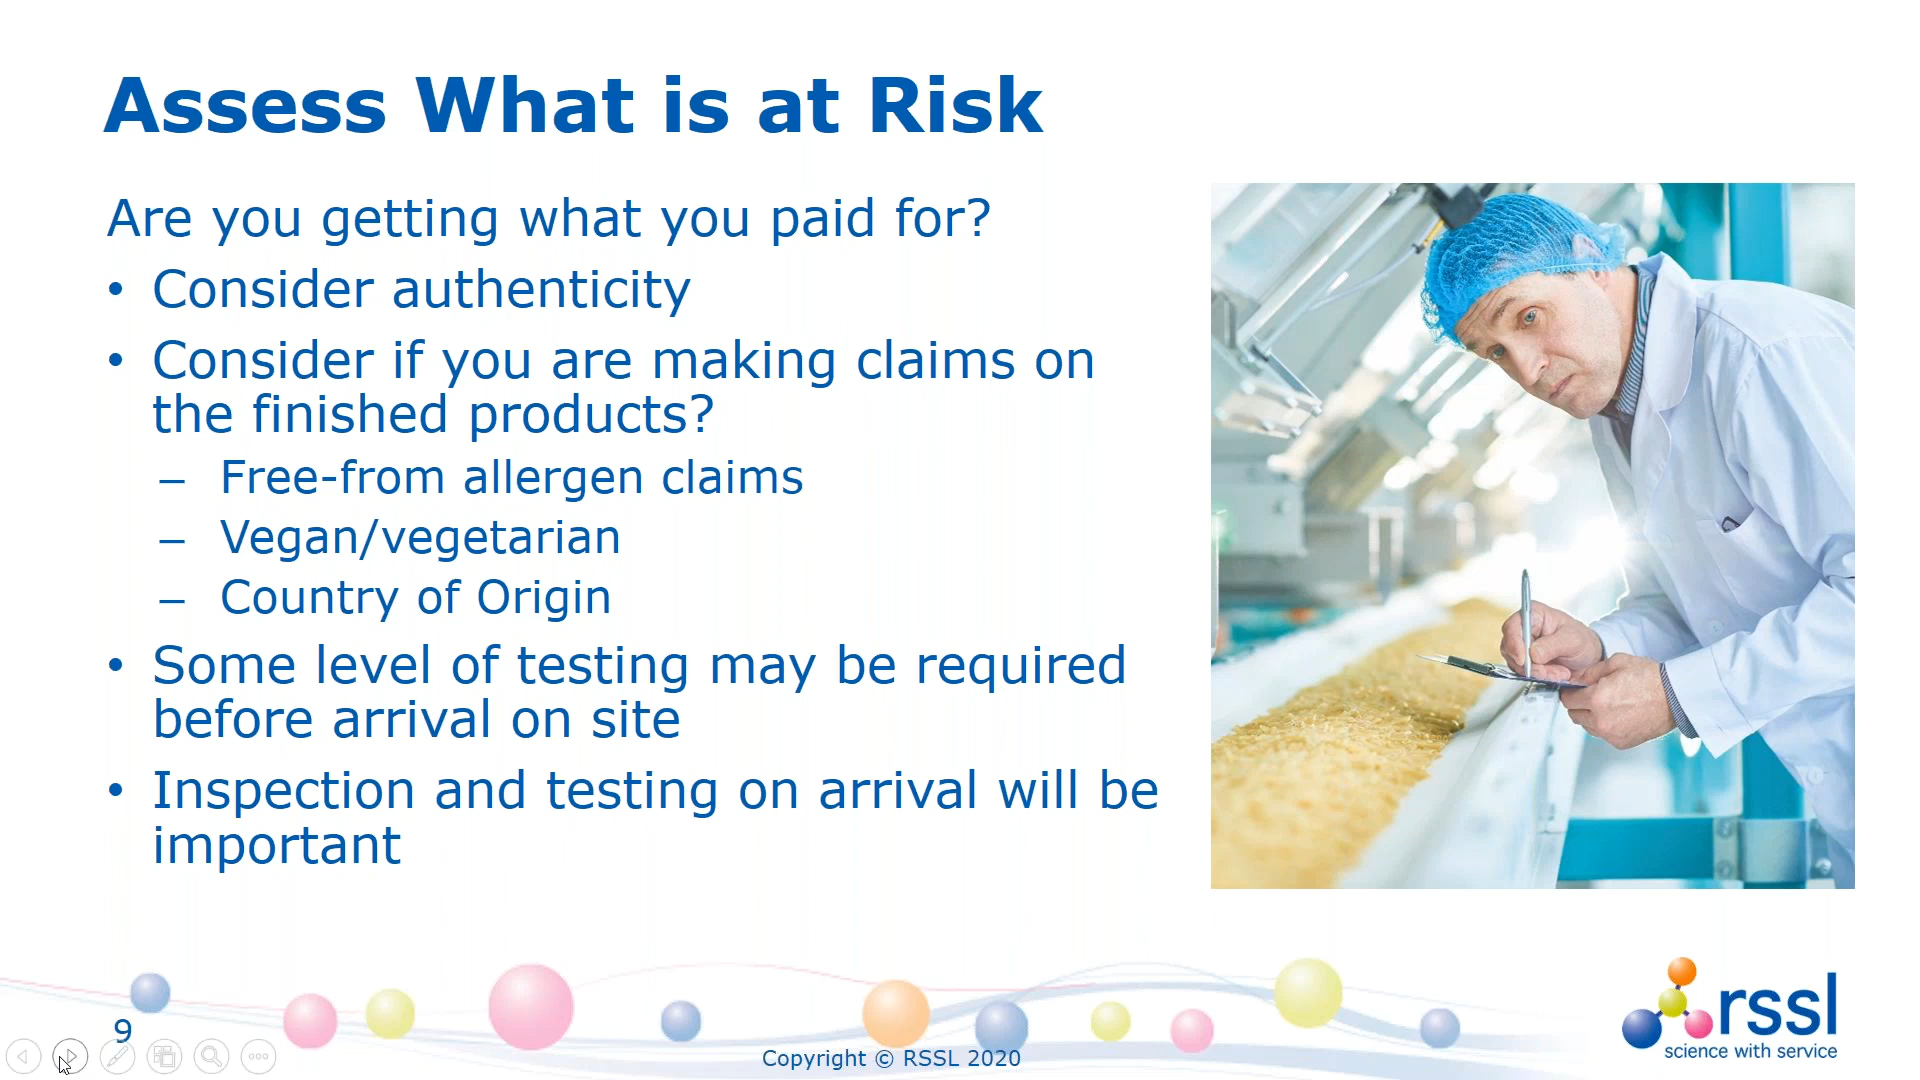 Assess What is at Risk
Are you getting what you paid for?
• Consider authenticity
• Consider if you are making claims on
the finished products?
– Free-from allergen claims
– Vegan/vegetarian
– Country of Origin
• Some level of testing may be required
before arrival on site
• Inspection and testing on arrival will be
important
9
Copyright © RSSL 2020
rssl
science with service